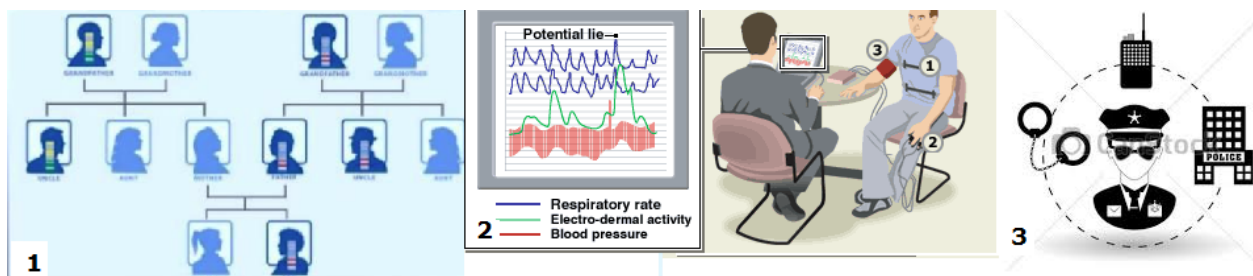 GRANDFATHER GRANDMOTHER GRANDFATHER GRANDMOTHER
UNCLE AUNT MOTHER FATHER UNCLE AUNT
1
Potential lie
Respiratory rate
Electro-dermal activity
Blood pressure
2
3
1
2
POLICE
3